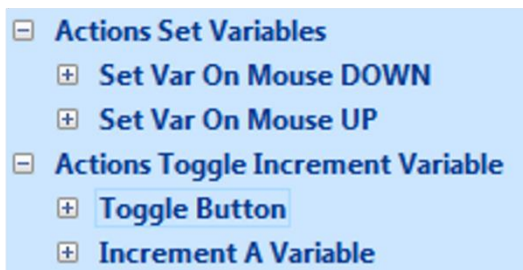 Actions Set Variables
Set Var On Mouse DOWN
Set Var On Mouse UP
Actions Toggle Increment Variable
Toggle Button
Increment A Variable